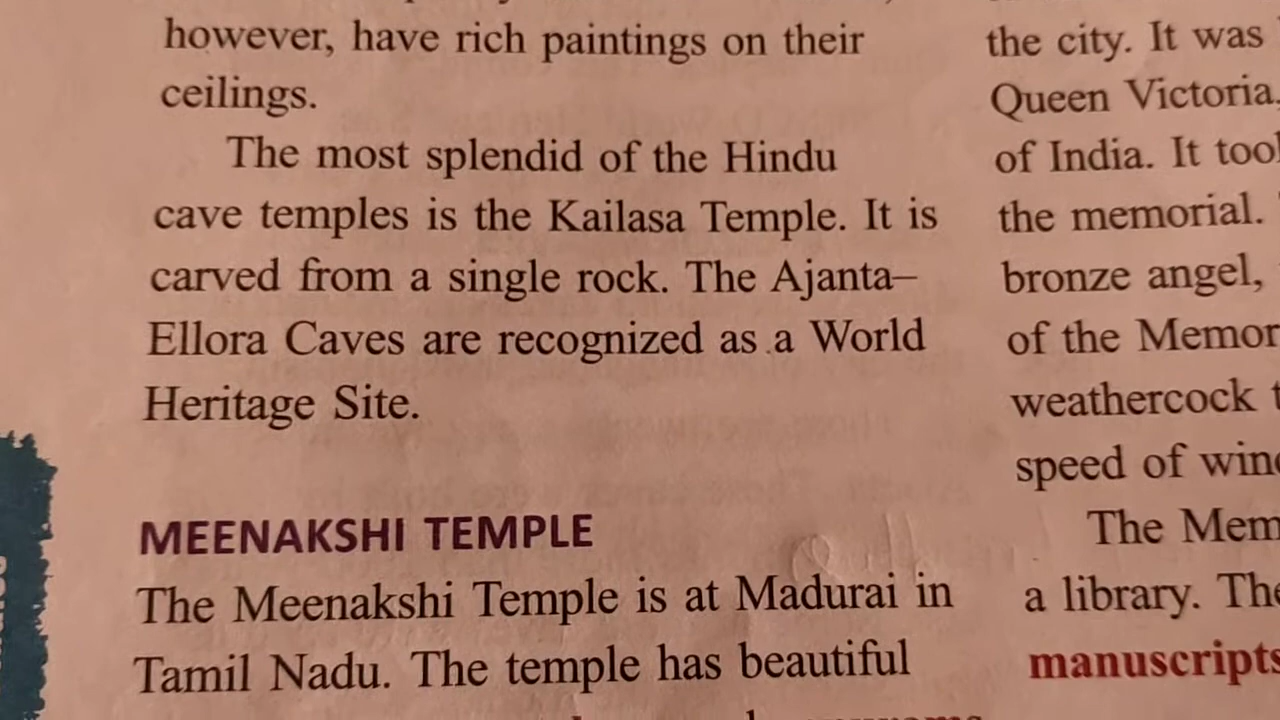 however, have rich paintings on their
ceilings.
The most splendid of the Hindu
cave temples is the Kailasa Temple. It is
carved from a single rock. The Ajanta–
Ellora Caves are recognized as a World
Heritage Site.
MEENAKSHI TEMPLE
The Meenakshi Temple is at Madurai in
Tamil Nadu. The temple has beautiful
the city. It was
Queen Victoria,
of India. It
the memorial.
bronze angel,
of the
weathercock
speed of
The
a library. The
manuscripts